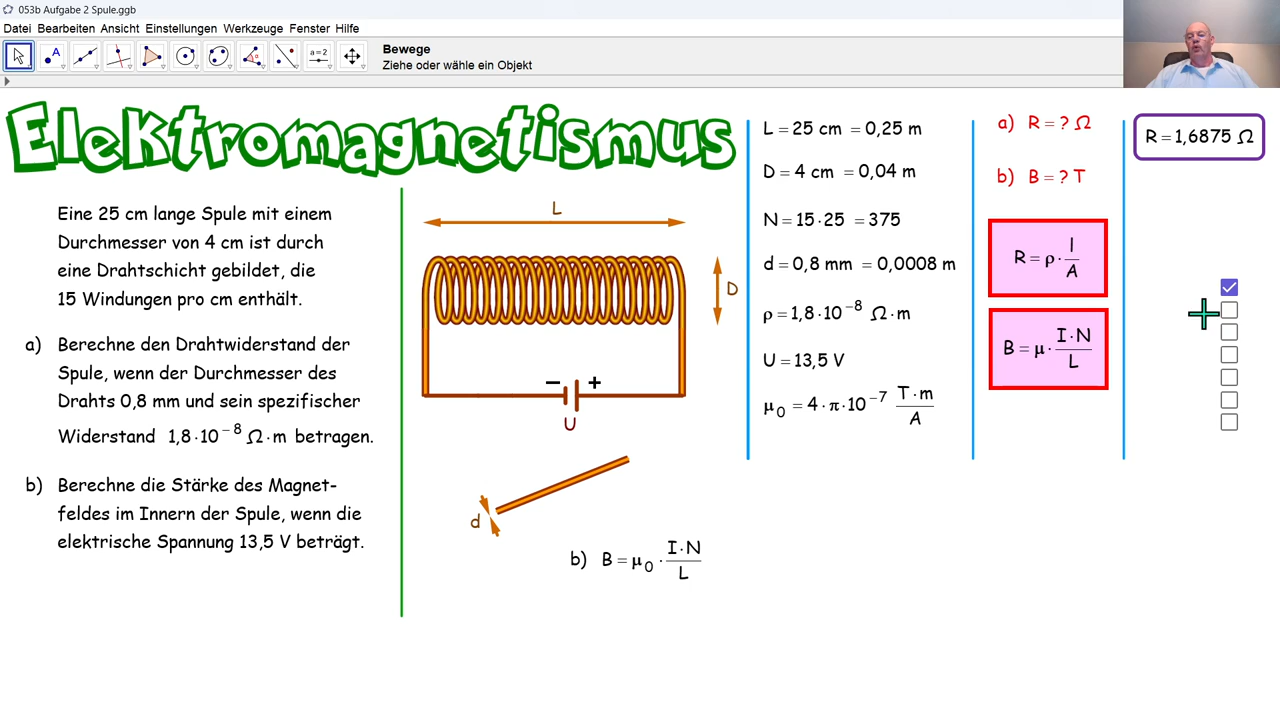 053b Aufgabe 2 Spule.ggb
Datei Bearbeiten Ansicht Einstellungen Werkzeuge Fenster Hilfe
A
a=2
Bewege
Ziehe oder wähle ein Objekt
Elektromagnetismus
Eine 25 cm lange Spule mit einem
Durchmesser von 4 cm ist durch
eine Drahtschicht gebildet, die
15 Windungen pro cm enthält.
a) Berechne den Drahtwiderstand der
Spule, wenn der Durchmesser des
Drahts 0,8 mm und sein spezifischer
Widerstand 1,8·10⁻⁸ Ω·m betragen.
b) Berechne die Stärke des Magnet-
feldes im Innern der Spule, wenn die
elektrische Spannung 13,5 V beträgt.
L
D
− +
U
d
b) B = μ₀ · I·N / L
L = 25 cm = 0,25 m
D = 4 cm = 0,04 m
N = 15·25 = 375
d = 0,8 mm = 0,0008 m
ρ = 1,8·10⁻⁸ Ω·m
U = 13,5 V
μ₀ = 4·π·10⁻⁷ T·m / A
a) R = ? Ω
b) B = ? T
R = ρ · l / A
B = μ · I·N / L
R = 1,6875 Ω